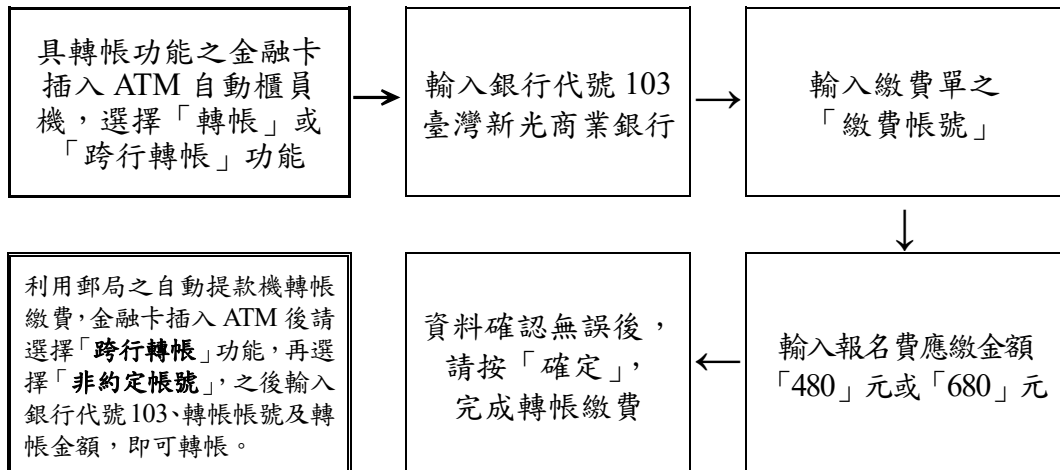 具轉帳功能之金融卡
插入 ATM 自動櫃員
機，選擇「轉帳」或
「跨行轉帳」功能
→
輸入銀行代號 103
臺灣新光商業銀行
→
輸入繳費單之
「繳費帳號」
↓
輸入報名費應繳金額
「480」元或「680」元
←
資料確認無誤後，
請按「確定」，
完成轉帳繳費
利用郵局之自動提款機轉帳
繳費，金融卡插入 ATM 後請
選擇「跨行轉帳」功能，再選
擇「非約定帳號」，之後輸入
銀行代號 103、轉帳帳號及轉
帳金額，即可轉帳。